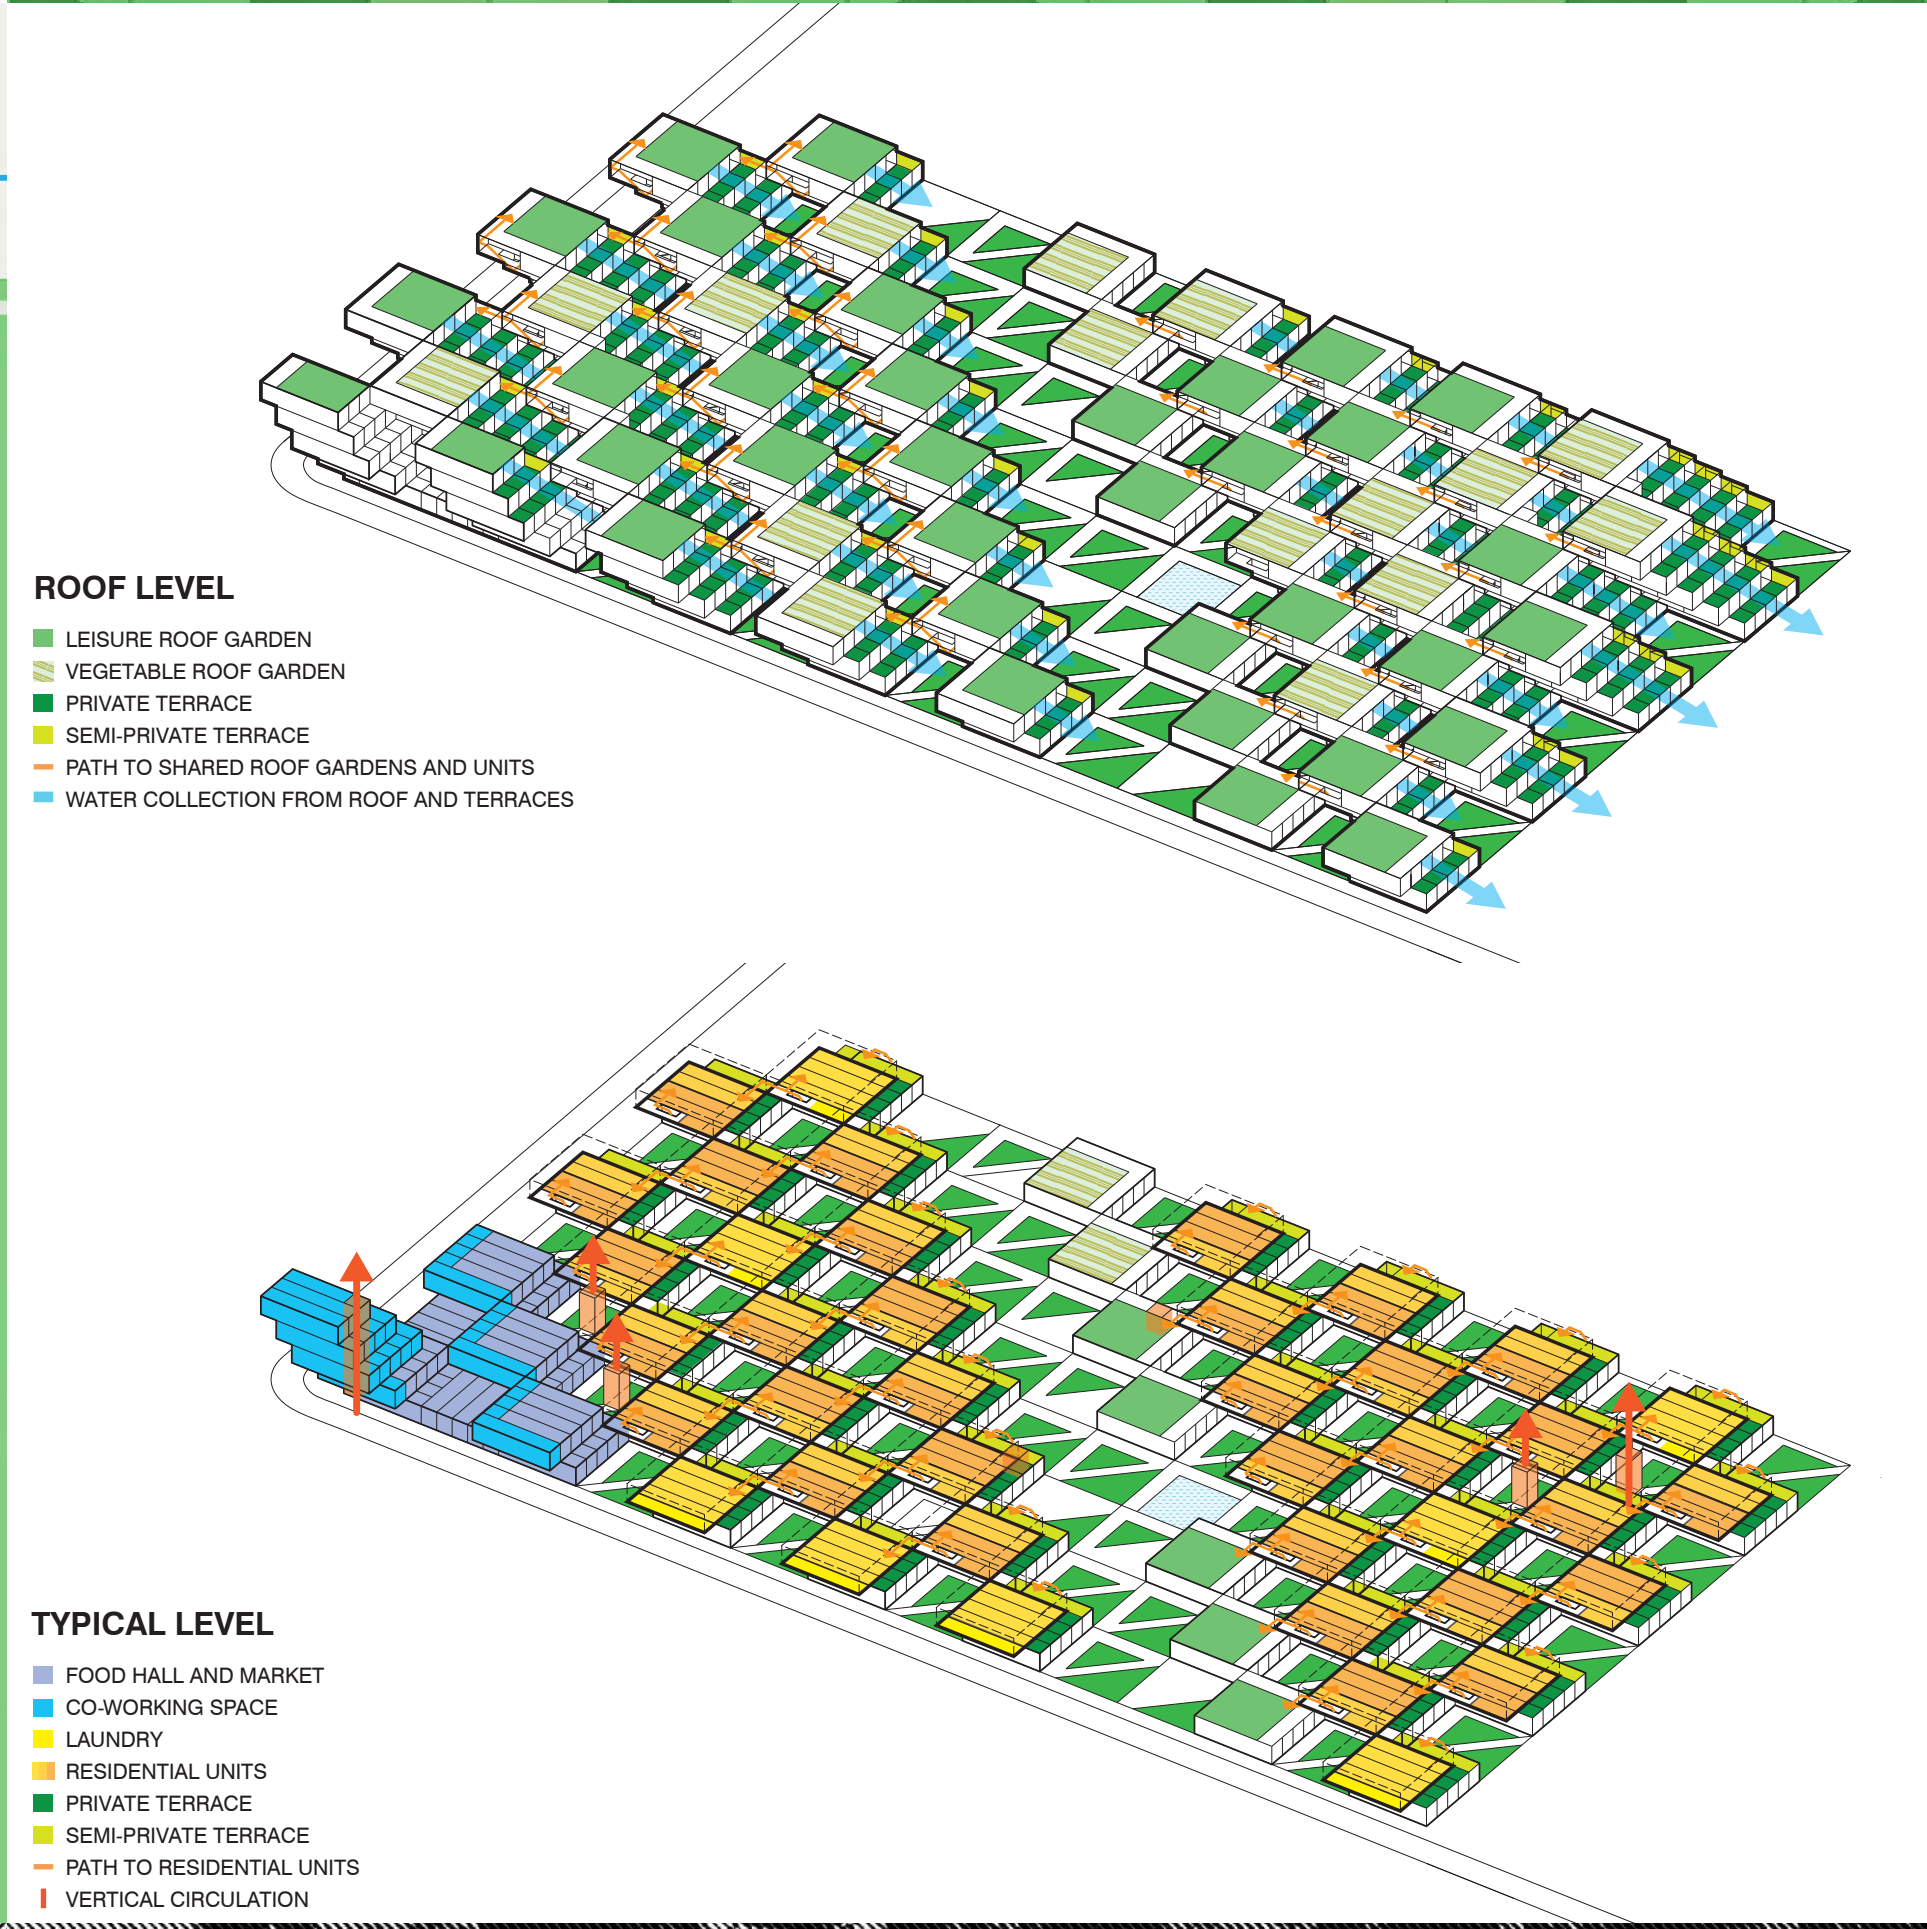 ROOF LEVEL
LEISURE ROOF GARDEN
VEGETABLE ROOF GARDEN
PRIVATE TERRACE
SEMI-PRIVATE TERRACE
PATH TO SHARED ROOF GARDENS AND UNITS
WATER COLLECTION FROM ROOF AND TERRACES
TYPICAL LEVEL
FOOD HALL AND MARKET
CO-WORKING SPACE
LAUNDRY
RESIDENTIAL UNITS
PRIVATE TERRACE
SEMI-PRIVATE TERRACE
PATH TO RESIDENTIAL UNITS
VERTICAL CIRCULATION